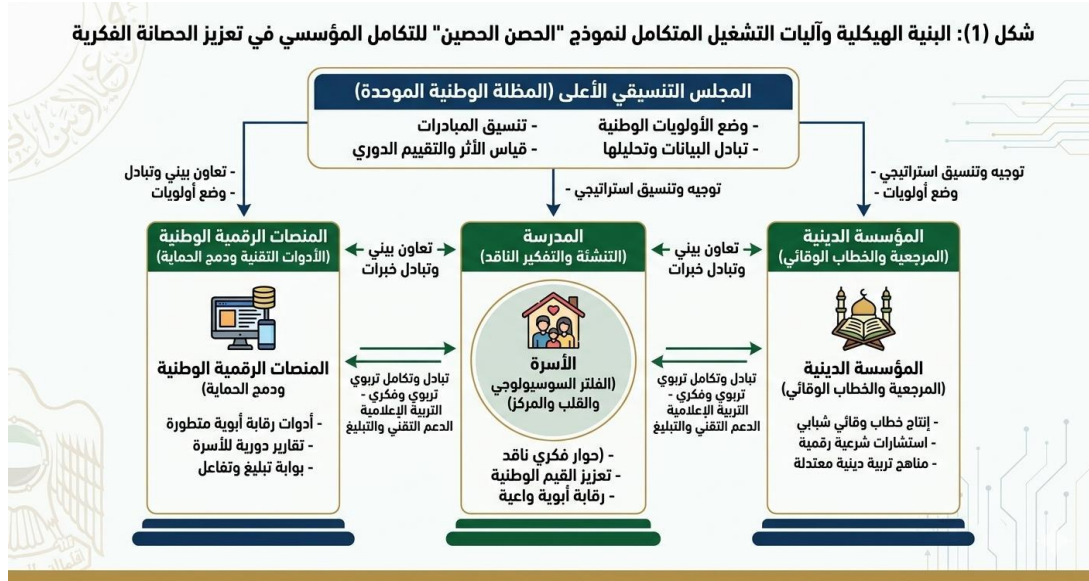 شكل (1): البنية الهيكلية وآليات التشغيل المتكامل لنموذج "الحصن الحصين" للتكامل المؤسسي في تعزيز الحصانة الفكرية
المجلس التنسيقي الأعلى (المظلة الوطنية الموحدة)
- وضع الأولويات الوطنية
- تبادل البيانات وتحليلها
- تنسيق المبادرات
- قياس الأثر والتقييم الدوري
توجيه وتنسيق استراتيجي -
وضع أولويات -
توجيه وتنسيق استراتيجي -
- تعاون بيني وتبادل
- وضع أولويات
المؤسسة الدينية
(المرجعية والخطاب الوقائي)
المؤسسة الدينية
(المرجعية والخطاب الوقائي)
- إنتاج خطاب وقائي شبابي
- استشارات شرعية رقمية
- مناهج تربية دينية معتدلة
تعاون بيني
وتبادل خبرات
تبادل وتكامل تربوي
تربوي وفكري -
التربية الإعلامية
الدعم التقني والتبليغ
المدرسة
(التنشئة والتفكير الناقد)
الأسرة
(الفلتر السوسيولوجي
والقلب والمركز)
- (حوار فكري ناقد
- تعزيز القيم الوطنية
- رقابة أبوية واعية
تعاون بيني
وتبادل خبرات
تبادل وتكامل تربوي
تربوي وفكري -
التربية الإعلامية
الدعم التقني والتبليغ
المنصات الرقمية الوطنية
(الأدوات التقنية ودمج الحماية)
المنصات الرقمية الوطنية
ودمج الحماية)
- أدوات رقابة أبوية متطورة
- تقارير دورية للأسرة
- بوابة تبليغ وتفاعل